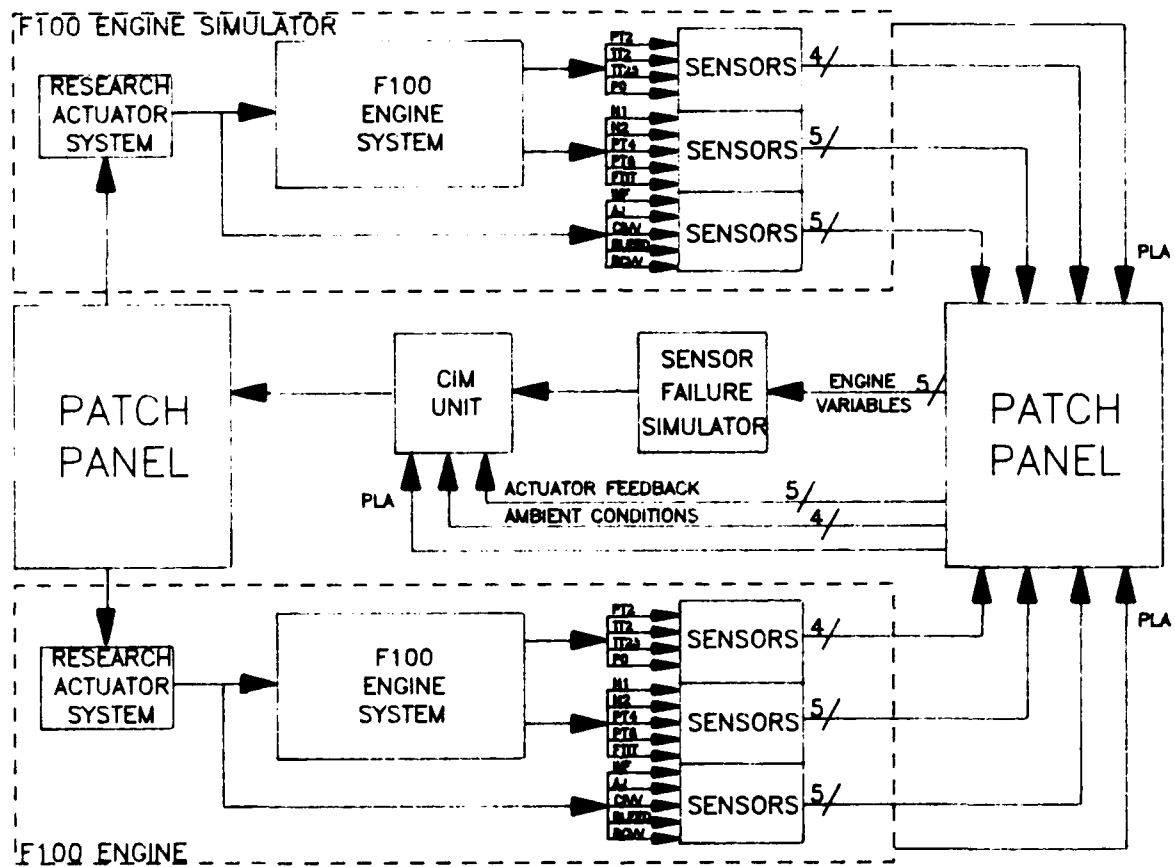 F100 ENGINE SIMULATOR
RESEARCH
ACTUATOR
SYSTEM
F100
ENGINE
SYSTEM
PT2
TT2
P0
SENSORS
4/
N1
N2
PT4
PT6
FTIT
SENSORS
5/
WF
AJ
CIVV
BLEED
RCVV
SENSORS
5/
PLA
PATCH
PANEL
CIM
UNIT
SENSOR
FAILURE
SIMULATOR
ENGINE
VARIABLES
5/
PATCH
PANEL
PLA
ACTUATOR FEEDBACK
5/
AMBIENT CONDITIONS
4/
RESEARCH
ACTUATOR
SYSTEM
F100
ENGINE
SYSTEM
PT2
TT2
P0
SENSORS
4/
N1
N2
PT4
PT6
FTIT
SENSORS
5/
WF
AJ
CIVV
BLEED
RCVV
SENSORS
5/
PLA
F100 ENGINE